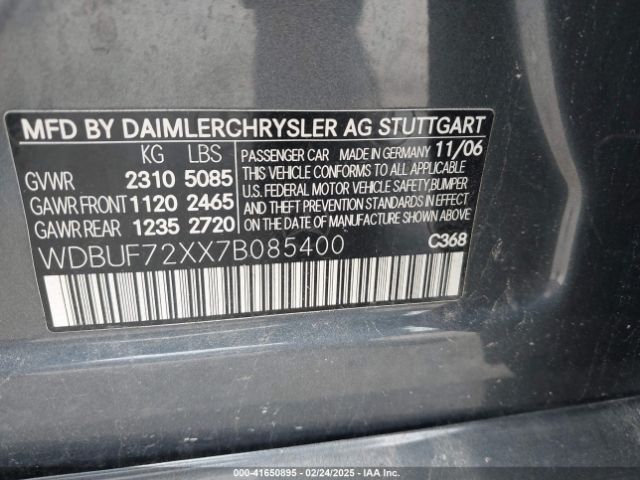 MFD BY DAIMLERCHRYSLER AG STUTTGART
KG LBS
GVWR 2310 5085
GAWR FRONT 1120 2465
GAWR REAR 1235 2720
PASSENGER CAR MADE IN GERMANY 11/06
THIS VEHICLE CONFORMS TO ALL APPLICABLE
U.S. FEDERAL MOTOR VEHICLE SAFETY,BUMPER
AND THEFT PREVENTION STANDARDS IN EFFECT
ON THE DATE OF MANUFACTURE SHOWN ABOVE
WDBUF72XX7B085400 C368
000-41650895 - 02/24/2025 - IAA Inc.